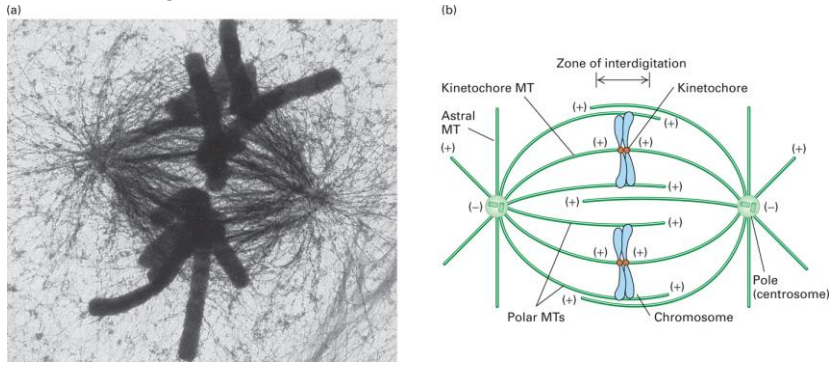 (a)
(b)
Zone of interdigitation
Kinetochore MT
Kinetochore
(+)
Astral
MT
(+)
(+)
(+)
(+)
(+)
(+)
(–)
(–)
(+)
(+)
(+)
(+)
(+)
(+)
Pole
(centrosome)
Polar MTs
Chromosome